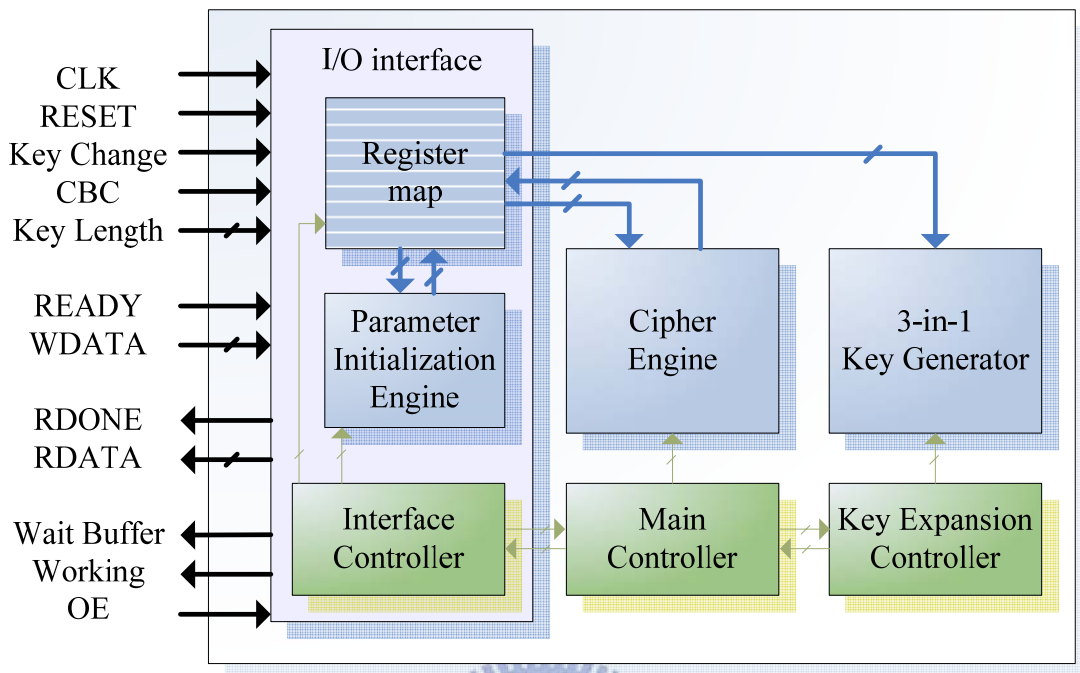 CLK
RESET
Key Change
CBC
Key Length
READY
WDATA
RDONE
RDATA
Wait Buffer
Working
OE
I/O interface
Register
map
Parameter
Initialization
Engine
Interface
Controller
Cipher
Engine
Main
Controller
3-in-1
Key Generator
Key Expansion
Controller